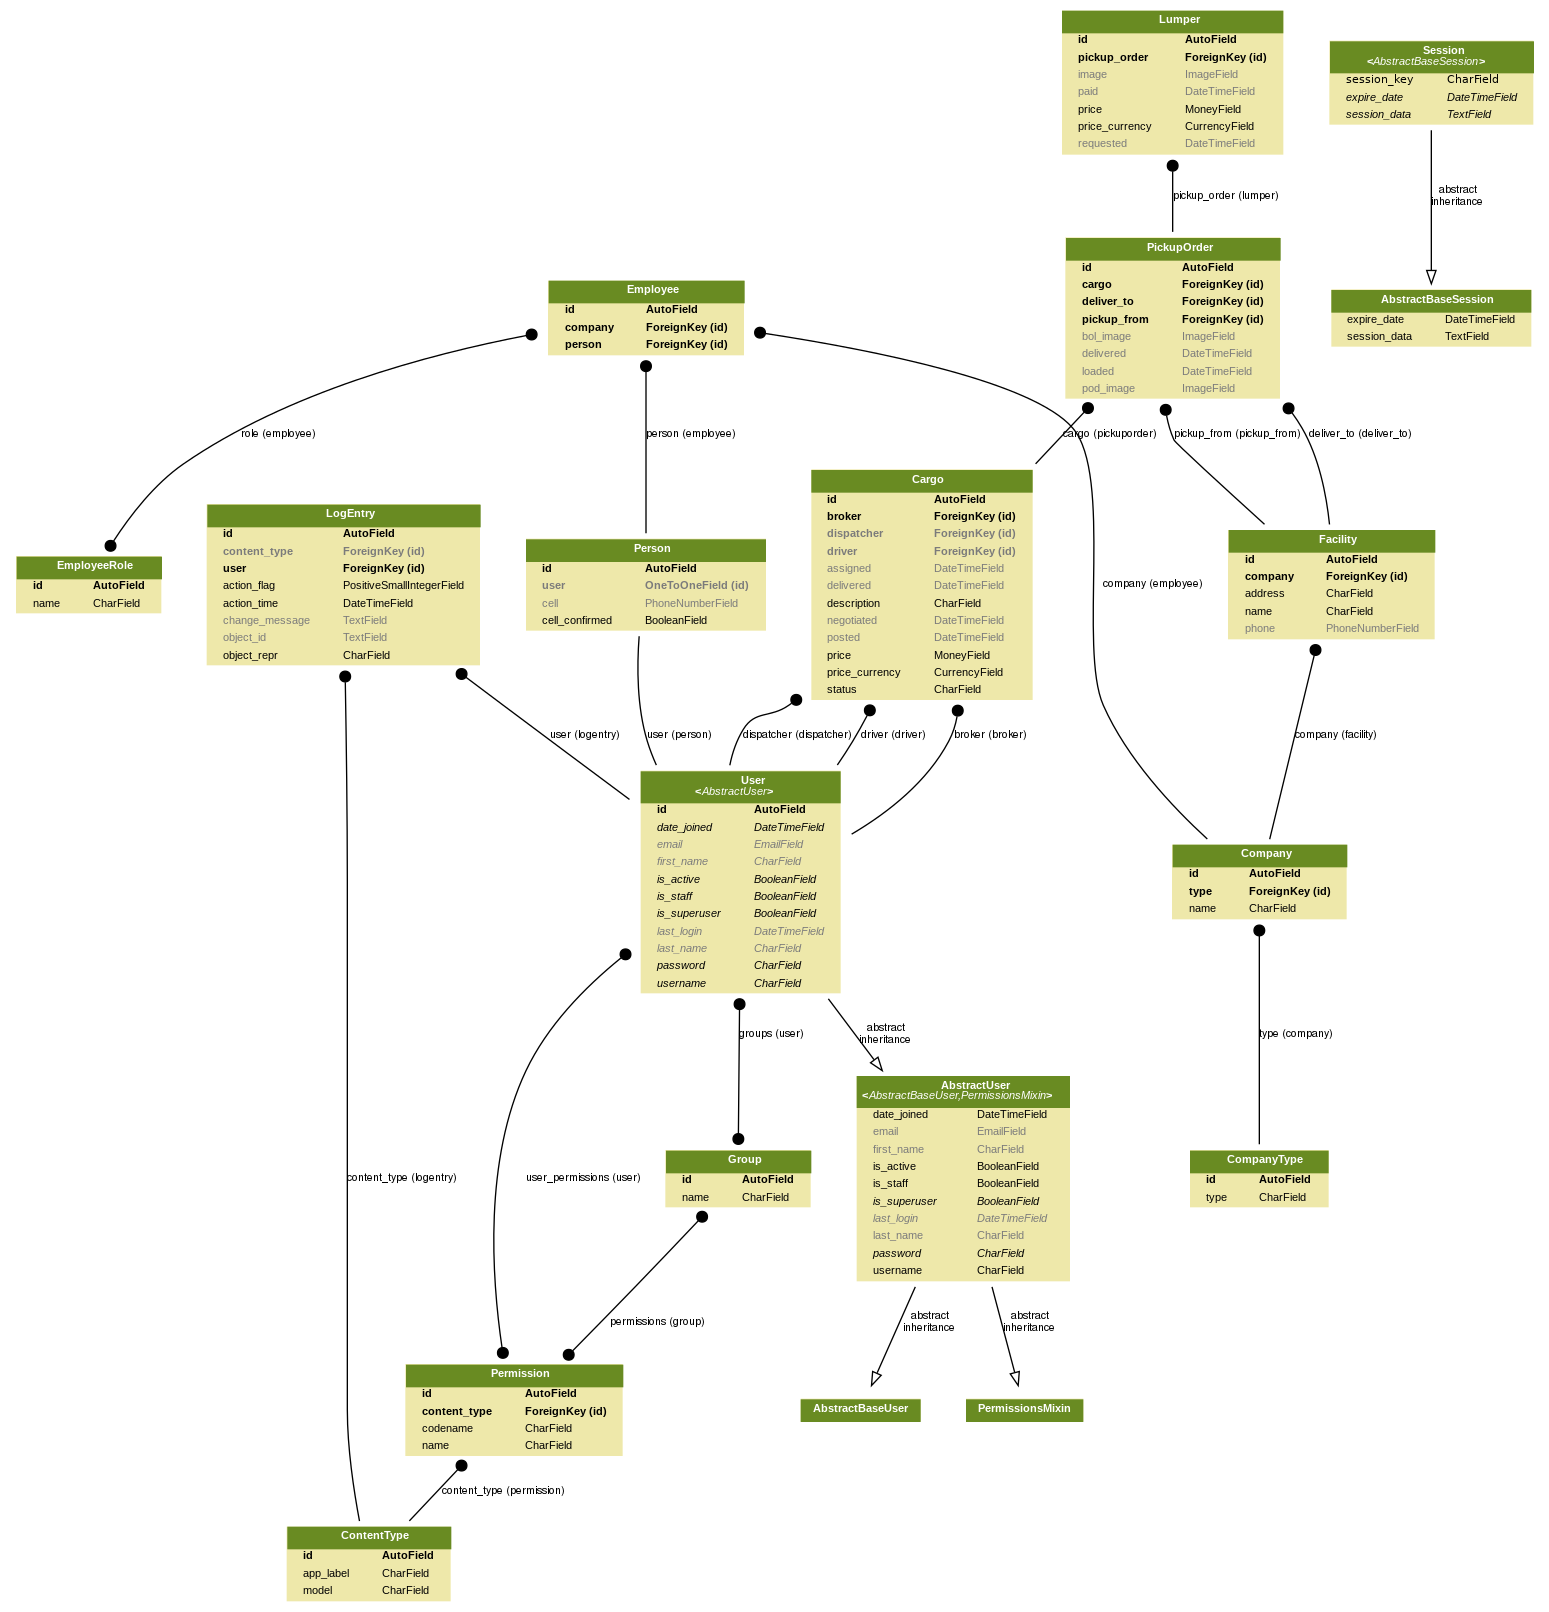 Lumper
id AutoField
pickup_order ForeignKey (id)
image ImageField
paid DateTimeField
price MoneyField
price_currency CurrencyField
requested DateTimeField
Session
<AbstractBaseSession>
session_key CharField
expire_date DateTimeField
session_data TextField
pickup_order (lumper)
abstract
inheritance
PickupOrder
id AutoField
cargo ForeignKey (id)
deliver_to ForeignKey (id)
pickup_from ForeignKey (id)
bol_image ImageField
delivered DateTimeField
loaded DateTimeField
pod_image ImageField
AbstractBaseSession
expire_date DateTimeField
session_data TextField
Employee
id AutoField
company ForeignKey (id)
person ForeignKey (id)
role (employee)
person (employee)
cargo (pickuporder)
pickup_from (pickup_from)
deliver_to (deliver_to)
EmployeeRole
id AutoField
name CharField
LogEntry
id AutoField
content_type ForeignKey (id)
user ForeignKey (id)
action_flag PositiveSmallIntegerField
action_time DateTimeField
change_message TextField
object_id TextField
object_repr CharField
Person
id AutoField
user OneToOneField (id)
cell PhoneNumberField
cell_confirmed BooleanField
Cargo
id AutoField
broker ForeignKey (id)
dispatcher ForeignKey (id)
driver ForeignKey (id)
assigned DateTimeField
delivered DateTimeField
description CharField
negotiated DateTimeField
posted DateTimeField
price MoneyField
price_currency CurrencyField
status CharField
company (employee)
Facility
id AutoField
company ForeignKey (id)
address CharField
name CharField
phone PhoneNumberField
user (logentry)
user (person)
dispatcher (dispatcher)
driver (driver)
broker (broker)
company (facility)
User
<AbstractUser>
id AutoField
date_joined DateTimeField
email EmailField
first_name CharField
is_active BooleanField
is_staff BooleanField
is_superuser BooleanField
last_login DateTimeField
last_name CharField
password CharField
username CharField
Company
id AutoField
type ForeignKey (id)
name CharField
groups (user)
abstract
inheritance
type (company)
content_type (logentry)
user_permissions (user)
Group
id AutoField
name CharField
AbstractUser
<AbstractBaseUser,PermissionsMixin>
date_joined DateTimeField
email EmailField
first_name CharField
is_active BooleanField
is_staff BooleanField
is_superuser BooleanField
last_login DateTimeField
last_name CharField
password CharField
username CharField
CompanyType
id AutoField
type CharField
permissions (group)
abstract
inheritance
abstract
inheritance
Permission
id AutoField
content_type ForeignKey (id)
codename CharField
name CharField
AbstractBaseUser
PermissionsMixin
content_type (permission)
ContentType
id AutoField
app_label CharField
model CharField